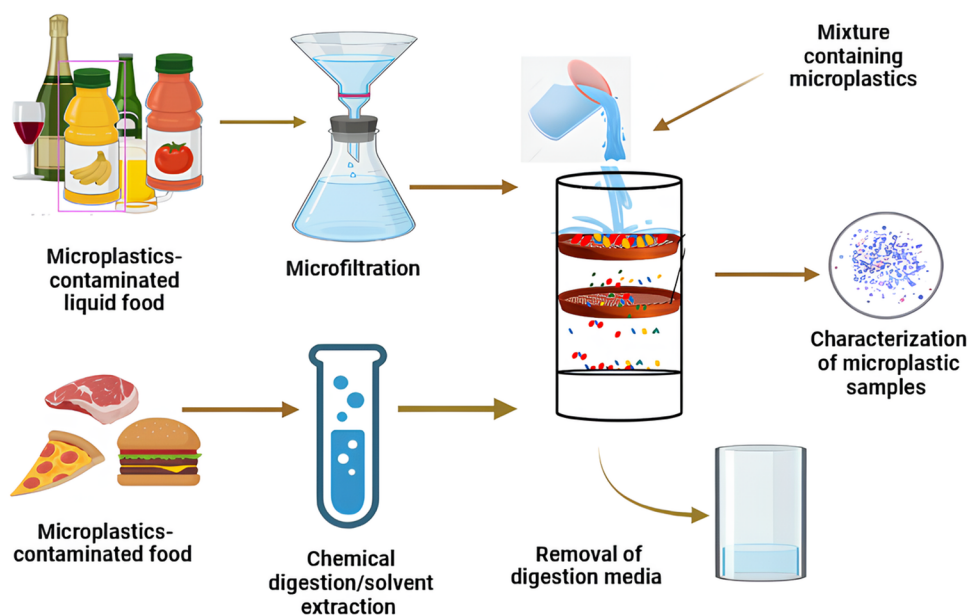 Mixture
containing
microplastics
Microplastics-
contaminated
liquid food
Microfiltration
Characterization
of microplastic
samples
Microplastics-
contaminated food
Chemical
digestion/solvent
extraction
Removal of
digestion media